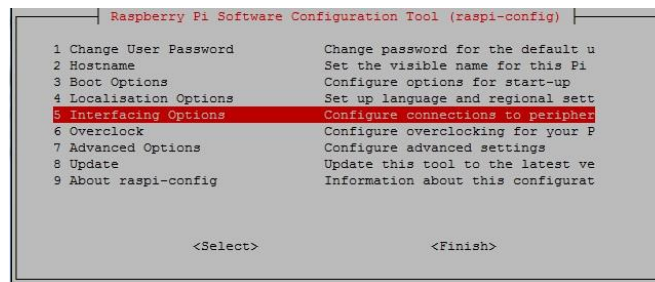 Raspberry Pi Software Configuration Tool (raspi-config)
1 Change User Password Change password for the default u
2 Hostname Set the visible name for this Pi
3 Boot Options Configure options for start-up
4 Localisation Options Set up language and regional sett
5 Interfacing Options Configure connections to peripher
6 Overclock Configure overclocking for your P
7 Advanced Options Configure advanced settings
8 Update Update this tool to the latest ve
9 About raspi-config Information about this configurat
<Select> <Finish>